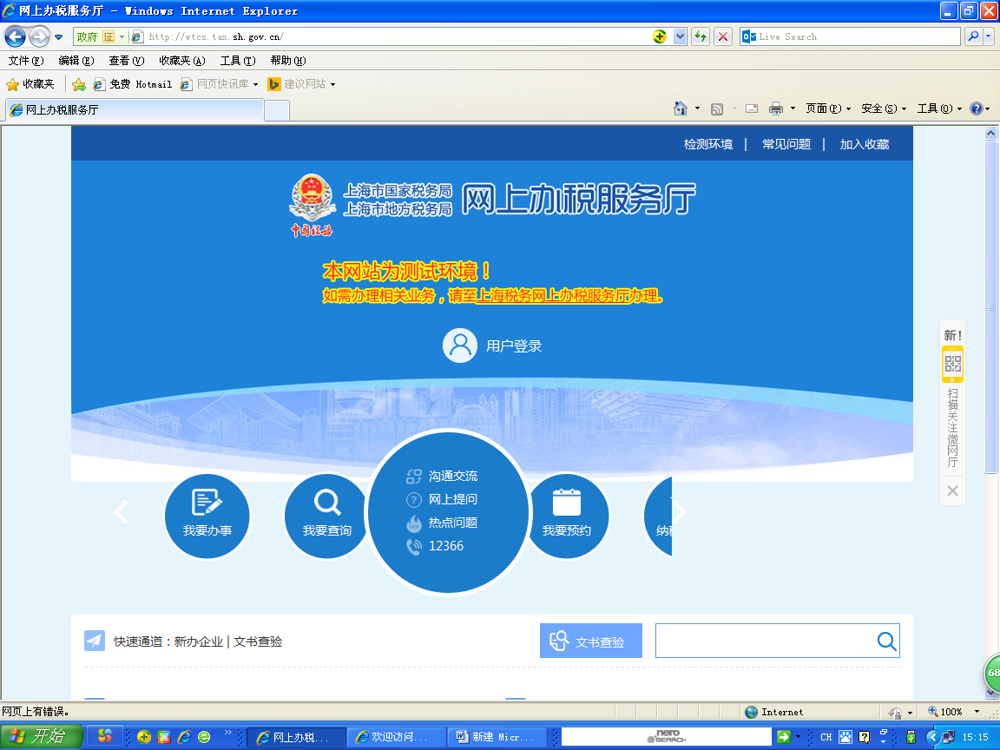 网上办税服务厅 - Windows Internet Explorer
政府 证 http://wtcs.tax.sh.gov.cn/ Live Search
文件(F) 编辑(E) 查看(V) 收藏夹(A) 工具(T) 帮助(H)
收藏夹 免费 Hotmail 网页快讯库 建议网站
网上办税服务厅 页面(P) 安全(S) 工具(O)
检测环境 | 常见问题 | 加入收藏
上海市国家税务局
上海市地方税务局
网上办税服务厅
中国税务
本网站为测试环境！
如需办理相关业务，请至上海税务网上办税服务厅办理。
用户登录
新!
扫描关注微网厅
我要办事
我要查询
沟通交流
网上提问
热点问题
12366
我要预约
纳税
快速通道：新办企业 | 文书查验
文书查验
68
网页上有错误。 Internet 100%
开始 网上办税... 欢迎访问... 新建 Micr... nero SEARCH CH 15:15